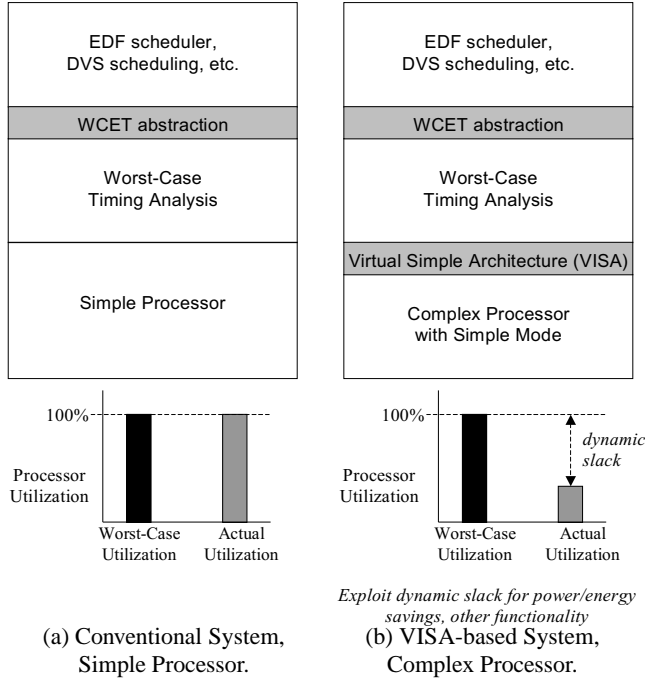 EDF scheduler,
DVS scheduling, etc.
WCET abstraction
Worst-Case
Timing Analysis
Simple Processor
100%
Processor
Utilization
Worst-Case
Utilization
Actual
Utilization
(a) Conventional System,
Simple Processor.
EDF scheduler,
DVS scheduling, etc.
WCET abstraction
Worst-Case
Timing Analysis
Virtual Simple Architecture (VISA)
Complex Processor
with Simple Mode
100%
dynamic
slack
Processor
Utilization
Worst-Case
Utilization
Actual
Utilization
Exploit dynamic slack for power/energy
savings, other functionality
(b) VISA-based System,
Complex Processor.